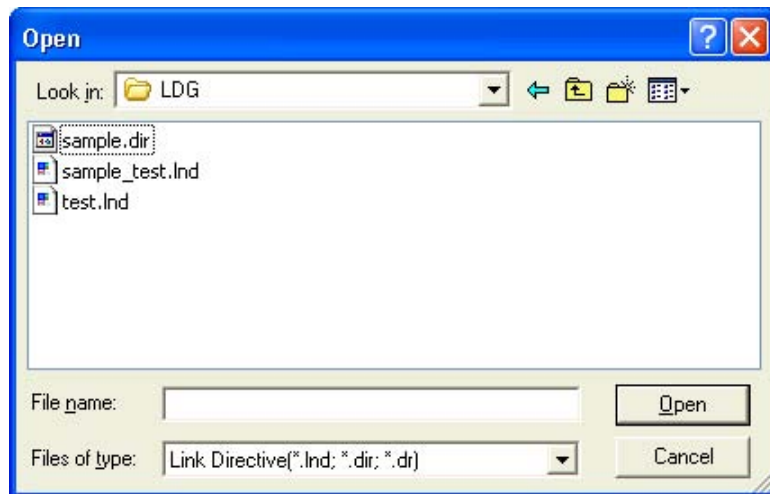 Open
Look in: LDG
sample.dir
sample_test.lnd
test.lnd
File name:
Open
Files of type: Link Directive(*.lnd; *.dir; *.dr)
Cancel